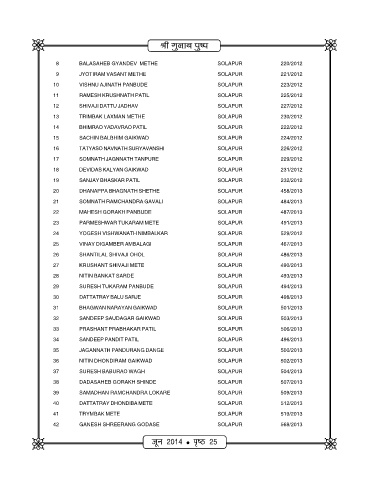 श्री गुळाब पुष्प
8 BALASAHEB GYANDEV METHE SOLAPUR 220/2012
9 JYOTIRAM VASANT METHE SOLAPUR 221/2012
10 VISHNU AJINATH PANBUDE SOLAPUR 223/2012
11 RAMESH KRUSHNATH PATIL SOLAPUR 225/2012
12 SHIVAJI DATTU JADHAV SOLAPUR 227/2012
13 TRIMBAK LAXMAN METHE SOLAPUR 230/2012
14 BHIMRAO YADAVRAO PATIL SOLAPUR 222/2012
15 SACHIN BALBHIM GAIKWAD SOLAPUR 224/2012
16 TATYASO NAVNATH SURYAVANSHI SOLAPUR 226/2012
17 SOMNATH JAGNNATH TANPURE SOLAPUR 229/2012
18 DEVIDAS KALYAN GAIKWAD SOLAPUR 231/2012
19 SANJAY BHASKAR PATIL SOLAPUR 232/2012
20 DHANAPPA BHAGNATH SHETHE SOLAPUR 458/2013
21 SOMNATH RAMCHANDRA GAVALI SOLAPUR 484/2013
22 MAHESH GORAKH PANBUDE SOLAPUR 487/2013
23 PARMESHWAR TUKARAM METE SOLAPUR 491/2013
24 YOGESH VISHWANATH NIMBALKAR SOLAPUR 529/2012
25 VINAY DIGAMBER AMBALAGI SOLAPUR 467/2013
26 SHANTILAL SHIVAJI OHOL SOLAPUR 486/2013
27 KRUSHANT SHIVAJI METE SOLAPUR 490/2013
28 NITIN BANKAT SARDE SOLAPUR 493/2013
29 SURESH TUKARAM PANBUDE SOLAPUR 494/2013
30 DATTATRAY BALU SARJE SOLAPUR 498/2013
31 BHAGWAN NARAYAN GAIKWAD SOLAPUR 501/2013
32 SANDEEP SAUDAGAR GAIKWAD SOLAPUR 503/2013
33 PRASHANT PRABHAKAR PATIL SOLAPUR 506/2013
34 SANDEEP PANDIT PATIL SOLAPUR 496/2013
35 JAGANNATH PANDURANG DANGE SOLAPUR 500/2013
36 NITIN DHONDIRAM GAIKWAD SOLAPUR 502/2013
37 SURESH BABURAO WAGH SOLAPUR 504/2013
38 DADASAHEB GORAKH SHINDE SOLAPUR 507/2013
39 SAMADHAN RAMCHANDRA LOKARE SOLAPUR 509/2013
40 DATTATRAY DHONDIBA METE SOLAPUR 512/2013
41 TRYMBAK METE SOLAPUR 519/2013
42 GANESH SHREERANG GODASE SOLAPUR 568/2013
जून 2014 • पृष्ठ 25